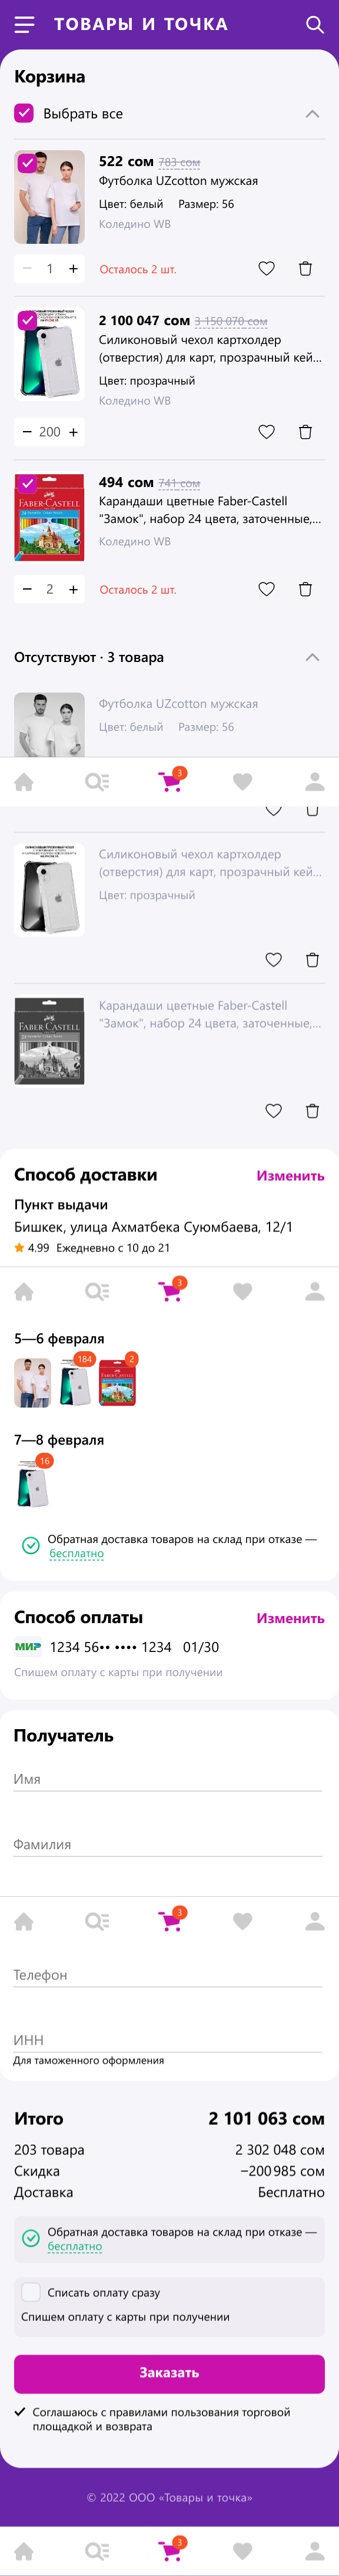 ТОВАРЫ И ТОЧКА
Корзина
Выбрать все
522 сом 783 сом
Футболка UZcotton мужская
Цвет: белый Размер: 56
Коледино WB
− 1 +
Осталось 2 шт.
2 100 047 сом 3 150 070 сом
Силиконовый чехол картхолдер
(отверстия) для карт, прозрачный кей...
Цвет: прозрачный
Коледино WB
− 200 +
FABER-CASTELL
494 сом 741 сом
Карандаши цветные Faber-Castell
"Замок", набор 24 цвета, заточенные,...
Коледино WB
− 2 +
Осталось 2 шт.
Отсутствуют · 3 товара
Футболка UZcotton мужская
Цвет: белый Размер: 56
3
Силиконовый чехол картхолдер
(отверстия) для карт, прозрачный кей...
Цвет: прозрачный
FABER-CASTELL
Карандаши цветные Faber-Castell
"Замок", набор 24 цвета, заточенные,...
Способ доставки
Изменить
Пункт выдачи
Бишкек, улица Ахматбека Суюмбаева, 12/1
4.99 Ежедневно с 10 до 21
3
5—6 февраля
184
2
7—8 февраля
16
Обратная доставка товаров на склад при отказе —
бесплатно
Способ оплаты
Изменить
МИР 1234 56•• •••• 1234 01/30
Спишем оплату с карты при получении
Получатель
Имя
Фамилия
3
Телефон
ИНН
Для таможенного оформления
Итого 2 101 063 сом
203 товара 2 302 048 сом
Скидка −200 985 сом
Доставка Бесплатно
Обратная доставка товаров на склад при отказе —
бесплатно
Списать оплату сразу
Спишем оплату с карты при получении
Заказать
Соглашаюсь с правилами пользования торговой
площадкой и возврата
© 2022 ООО «Товары и точка»
3